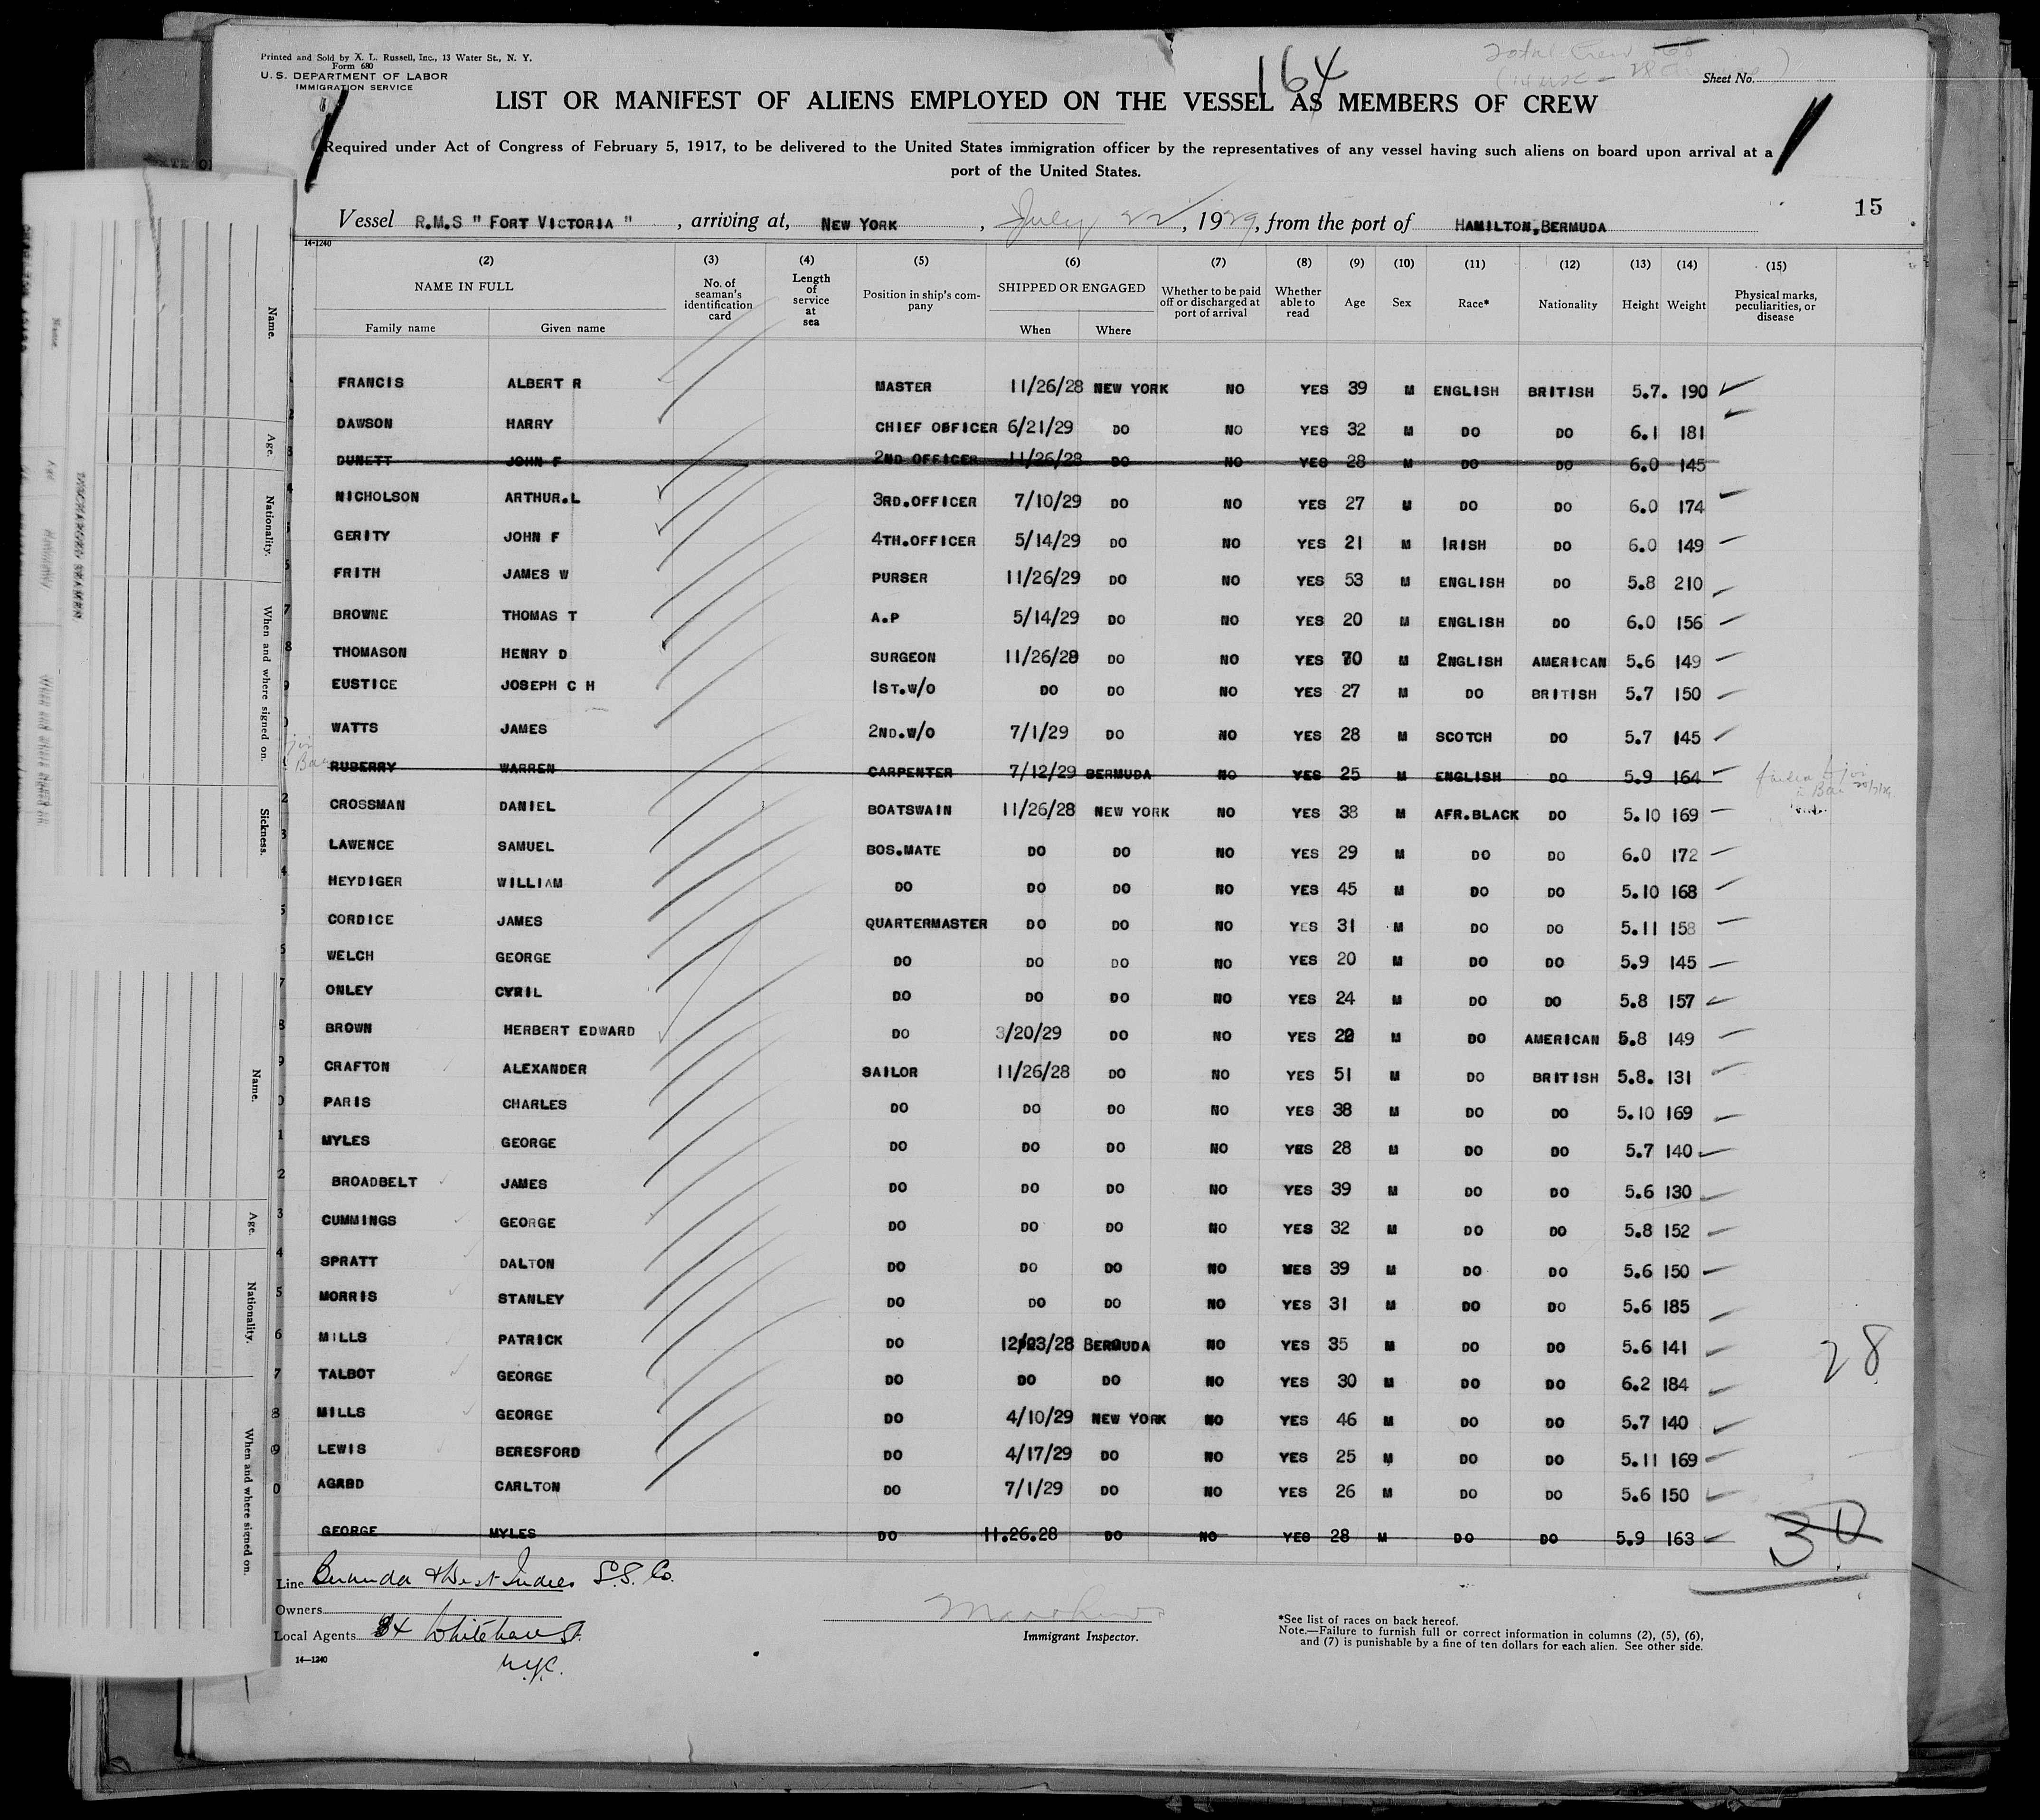 Printed and Sold by X. L. Russell, Inc., 13 Water St., N. Y.
Form 680
U. S. DEPARTMENT OF LABOR
IMMIGRATION SERVICE
164
Sheet No.
LIST OR MANIFEST OF ALIENS EMPLOYED ON THE VESSEL AS MEMBERS OF CREW
Required under Act of Congress of February 5, 1917, to be delivered to the United States immigration officer by the representatives of any vessel having such aliens on board upon arrival at a
port of the United States.
15
Vessel R.M.S " FORT VICTORIA " , arriving at, NEW YORK , July 22, 1929, from the port of HAMILTON, BERMUDA
14-1240
(2) NAME IN FULL Family name Given name
(3) No. of seaman's identification card
(4) Length of service at sea
(5) Position in ship's company
(6) SHIPPED OR ENGAGED When Where
(7) Whether to be paid off or discharged at port of arrival
(8) Whether able to read
(9) Age
(10) Sex
(11) Race*
(12) Nationality
(13) Height
(14) Weight
(15) Physical marks, peculiarities, or disease
FRANCIS ALBERT R MASTER 11/26/28 NEW YORK NO YES 39 M ENGLISH BRITISH 5.7. 190
DAWSON HARRY CHIEF OFFICER 6/21/29 DO NO YES 32 M DO DO 6.1 181
DUNETT JOHN F 2ND OFFICER 11/26/28 DO NO YES 28 M DO DO 6.0 145
NICHOLSON ARTHUR.L 3RD.OFFICER 7/10/29 DO NO YES 27 M DO DO 6.0 174
GERITY JOHN F 4TH.OFFICER 5/14/29 DO NO YES 21 M IRISH DO 6.0 149
FRITH JAMES W PURSER 11/26/29 DO NO YES 53 M ENGLISH DO 5.8 210
BROWNE THOMAS T A.P 5/14/29 DO NO YES 20 M ENGLISH DO 6.0 156
THOMASON HENRY D SURGEON 11/26/28 DO NO YES 70 M 2NGLISH AMERICAN 5.6 149
EUSTICE JOSEPH C H 1ST.W/O DO DO NO YES 27 M DO BRITISH 5.7 150
WATTS JAMES 2ND.W/O 7/1/29 DO NO YES 28 M SCOTCH DO 5.7 145
RUBERRY WARREN CARPENTER 7/12/29 BERMUDA NO YES 25 M ENGLISH DO 5.9 164
CROSSMAN DANIEL BOATSWAIN 11/26/28 NEW YORK NO YES 38 M AFR.BLACK DO 5.10 169
LAWENCE SAMUEL BOS.MATE DO DO NO YES 29 M DO DO 6.0 172
HEYDIGER WILLIAM DO DO DO NO YES 45 M DO DO 5.10 168
CORDICE JAMES QUARTERMASTER DO DO NO YES 31 M DO DO 5.11 158
WELCH GEORGE DO DO DO NO YES 20 M DO DO 5.9 145
ONLEY CYRIL DO DO DO NO YES 24 M DO DO 5.8 157
BROWN HERBERT EDWARD DO 3/20/29 DO NO YES 22 M DO AMERICAN 5.8 149
CRAFTON ALEXANDER SAILOR 11/26/28 DO NO YES 51 M DO BRITISH 5.8. 131
PARIS CHARLES DO DO DO NO YES 38 M DO DO 5.10 169
MYLES GEORGE DO DO DO NO YES 28 M DO DO 5.7 140
BROADBELT JAMES DO DO DO NO YES 39 M DO DO 5.6 130
CUMMINGS GEORGE DO DO DO NO YES 32 M DO DO 5.8 152
SPRATT DALTON DO DO DO NO YES 39 M DO DO 5.6 150
MORRIS STANLEY DO DO DO NO YES 31 M DO DO 5.6 185
MILLS PATRICK DO 12/23/28 BERMUDA NO YES 35 M DO DO 5.6 141
28
TALBOT GEORGE DO DO DO NO YES 30 M DO DO 6.2 184
MILLS GEORGE DO 4/10/29 NEW YORK NO YES 46 M DO DO 5.7 140
LEWIS BERESFORD DO 4/17/29 DO NO YES 25 M DO DO 5.11 169
CARLTON DO 7/1/29 DO NO YES 26 M DO DO 5.6 150
GEORGE MYLES DO 11.26.28 DO NO YES 28 M DO DO 5.9 163
30
Line Bermuda & West Indies S.S. Co.
Owners
Local Agents 34 Whitehall St.
N.Y.C.
Immigrant Inspector.
*See list of races on back hereof.
Note.—Failure to furnish full or correct information in columns (2), (5), (6),
and (7) is punishable by a fine of ten dollars for each alien. See other side.
14—1240
Name.
Age.
Nationality.
When and where signed on.
Sickness.
Name.
Age.
Nationality.
When and where signed on.